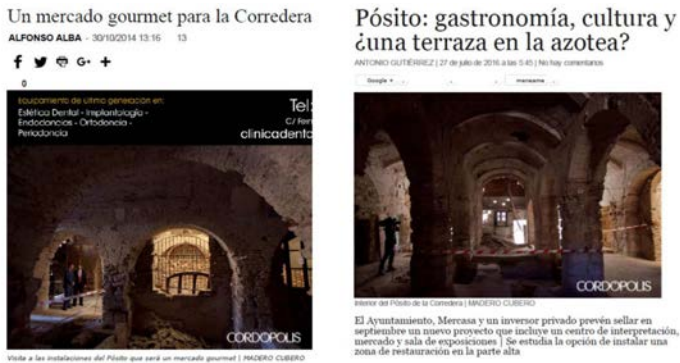 Un mercado gourmet para la Corredera
ALFONSO ALBA - 30/10/2014 13:16 13
f G+ +
0
Equipamiento de último generación en:
Estética Dental - Implantología -
Endodoncias - Ortodoncia -
Periodoncia
Tel:
C/ Ferr
clinicadento
CORDÓPOLIS
Visita a las instalaciones del Pósito que será un mercado gourmet | MADERO CUBERO
Pósito: gastronomía, cultura y
¿una terraza en la azotea?
ANTONIO GUTIÉRREZ | 27 de julio de 2016 a las 5:45 | No hay comentarios
Google +
meneame
CORDÓPOLIS
Interior del Pósito de la Corredera | MADERO CUBERO
El Ayuntamiento, Mercasa y un inversor privado prevén sellar en
septiembre un nuevo proyecto que incluye un centro de interpretación,
mercado y sala de exposiciones | Se estudia la opción de instalar una
zona de restauración en la parte alta